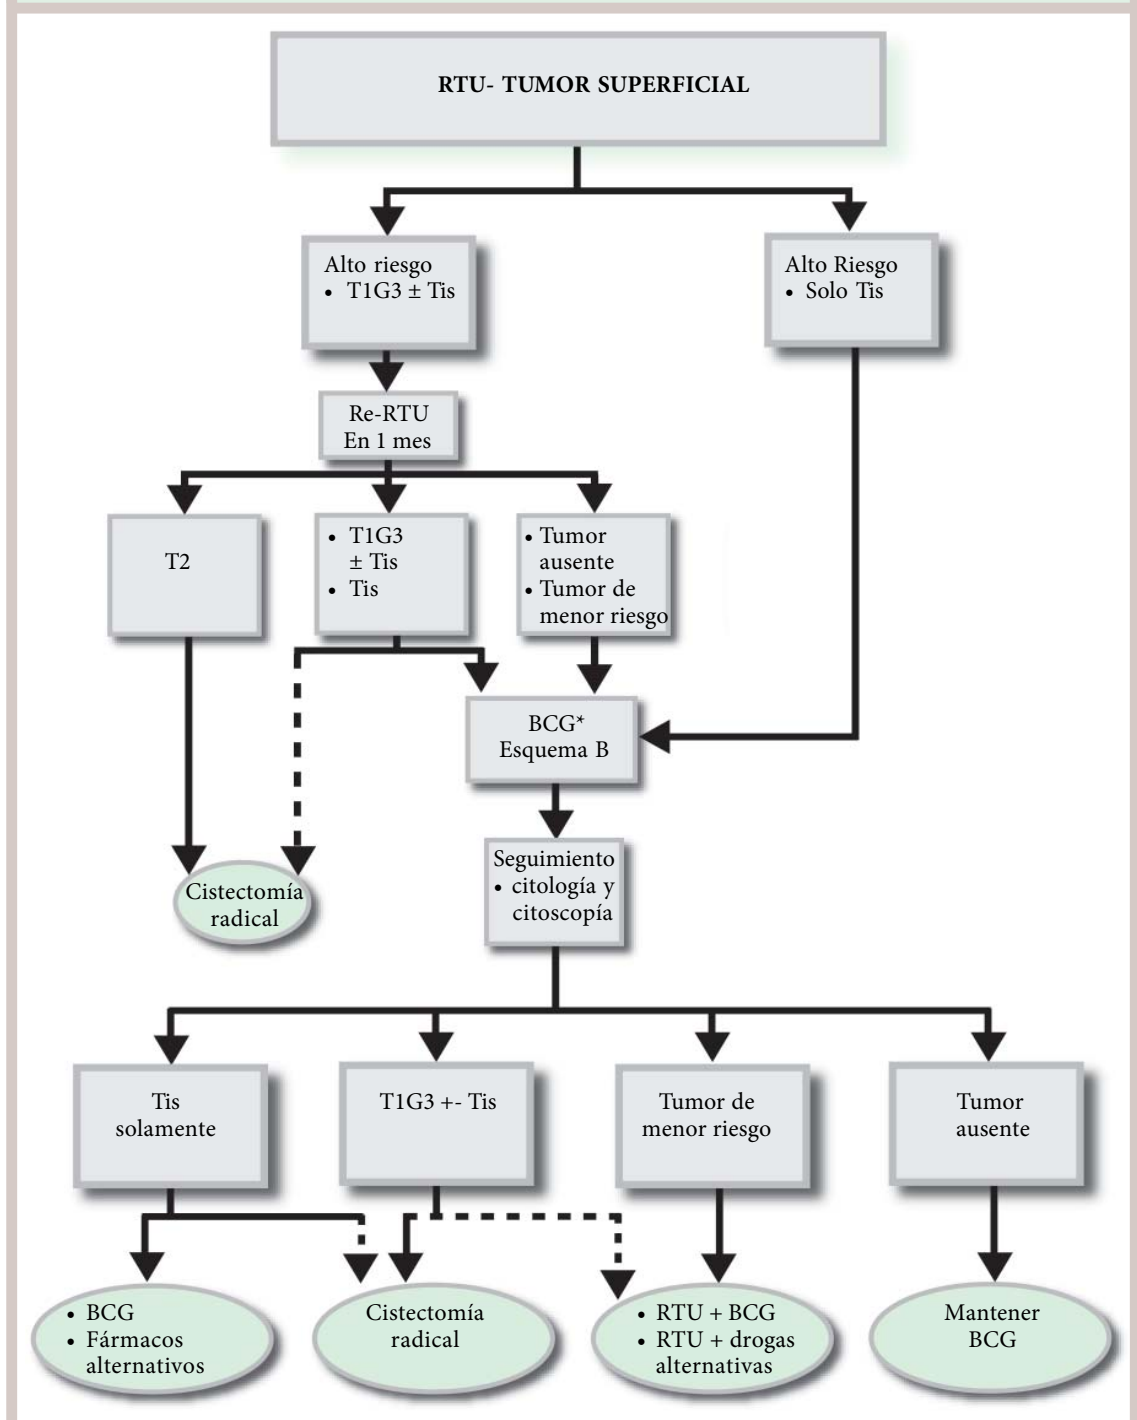 RTU- TUMOR SUPERFICIAL
Alto riesgo
• T1G3 ± Tis
Alto Riesgo
• Solo Tis
Re-RTU
En 1 mes
T2
• T1G3
± Tis
• Tis
• Tumor
ausente
• Tumor de
menor riesgo
BCG*
Esquema B
Seguimiento
• citología y
citoscopía
Cistectomía
radical
Tis
solamente
T1G3 +- Tis
Tumor de
menor riesgo
Tumor
ausente
• BCG
• Fármacos
alternativos
Cistectomía
radical
• RTU + BCG
• RTU + drogas
alternativas
Mantener
BCG